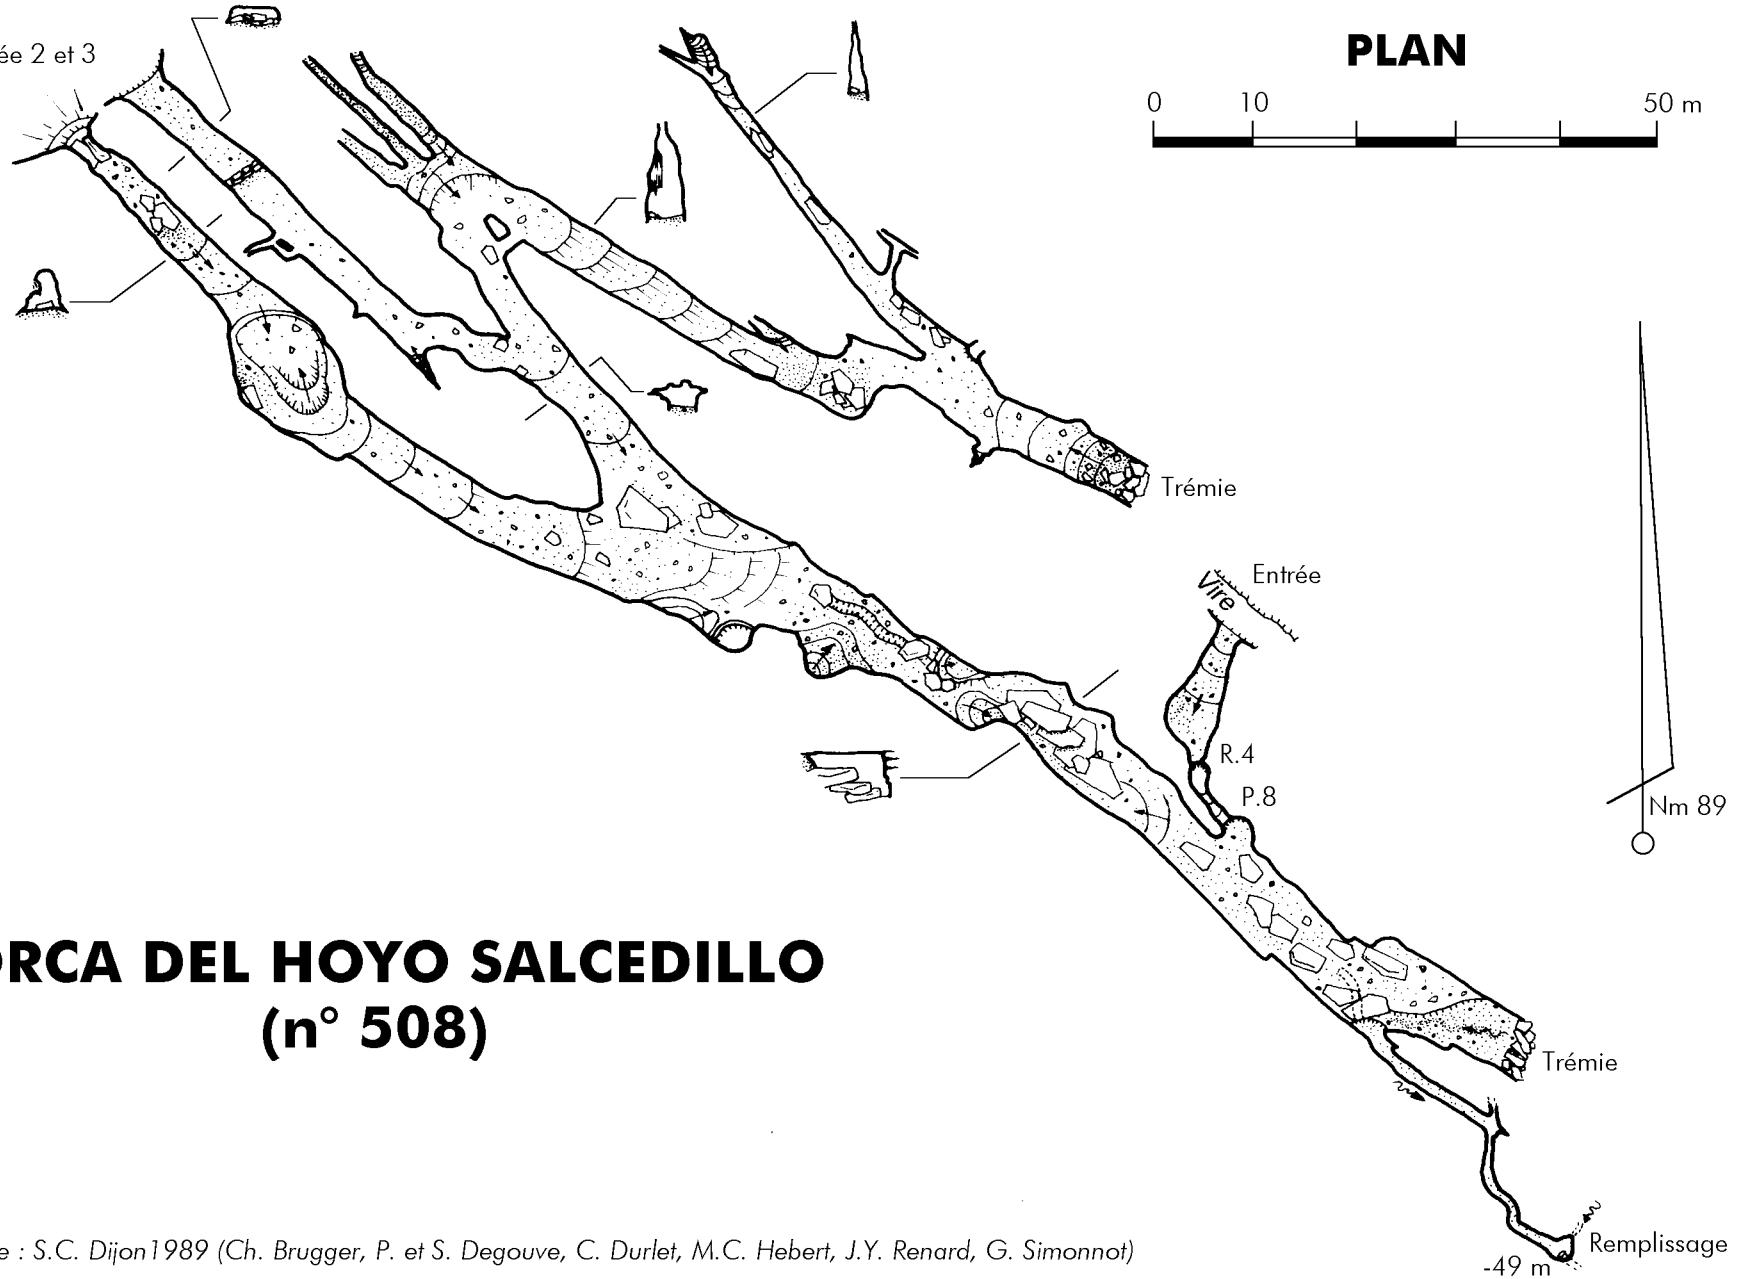 ée 2 et 3
PLAN
0 10 50 m
Trémie
Entrée
Vire
R.4
P.8
Nm 89
ORCA DEL HOYO SALCEDILLO
(n° 508)
Trémie
e : S.C. Dijon1989 (Ch. Brugger, P. et S. Degouve, C. Durlet, M.C. Hebert, J.Y. Renard, G. Simonnot)
Remplissage
-49 m